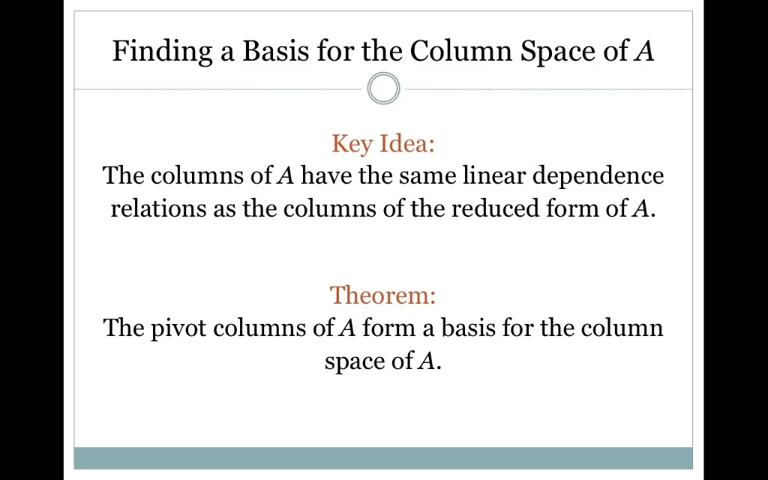 Finding a Basis for the Column Space of A
Key Idea:
The columns of A have the same linear dependence
relations as the columns of the reduced form of A.
Theorem:
The pivot columns of A form a basis for the column
space of A.